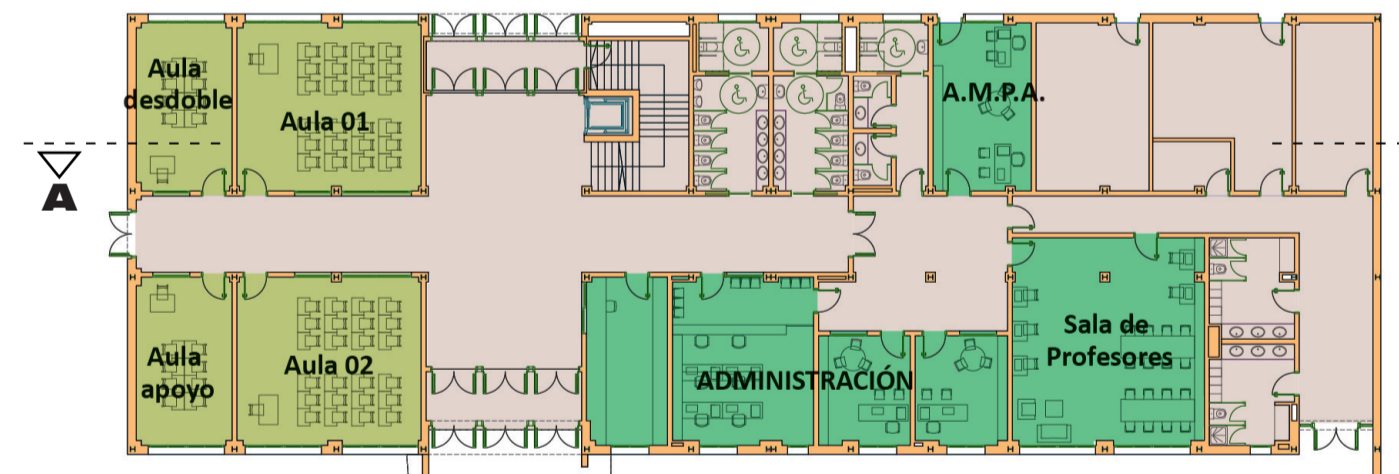 Aula
desdoble
Aula 01
A.M.P.A.
A
Aula
apoyo
Aula 02
ADMINISTRACIÓN
Sala de
Profesores